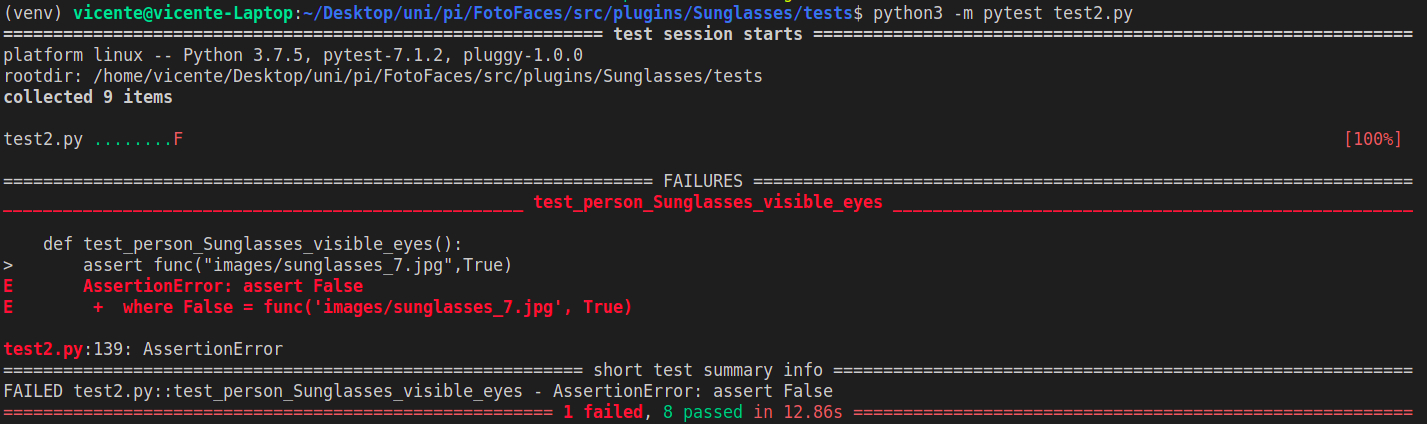 (venv) vicente@vicente-Laptop:~/Desktop/uni/pi/FotoFaces/src/plugins/Sunglasses/tests$ python3 -m pytest test2.py
============================================================ test session starts ============================================================
platform linux -- Python 3.7.5, pytest-7.1.2, pluggy-1.0.0
rootdir: /home/vicente/Desktop/uni/pi/FotoFaces/src/plugins/Sunglasses/tests
collected 9 items
test2.py ........F [100%]
================================================================= FAILURES ==================================================================
____________________________________________________ test_person_Sunglasses_visible_eyes ____________________________________________________
def test_person_Sunglasses_visible_eyes():
> assert func("images/sunglasses_7.jpg",True)
E AssertionError: assert False
E + where False = func('images/sunglasses_7.jpg', True)
test2.py:139: AssertionError
========================================================== short test summary info ==========================================================
FAILED test2.py::test_person_Sunglasses_visible_eyes - AssertionError: assert False
======================================================= 1 failed, 8 passed in 12.86s ========================================================